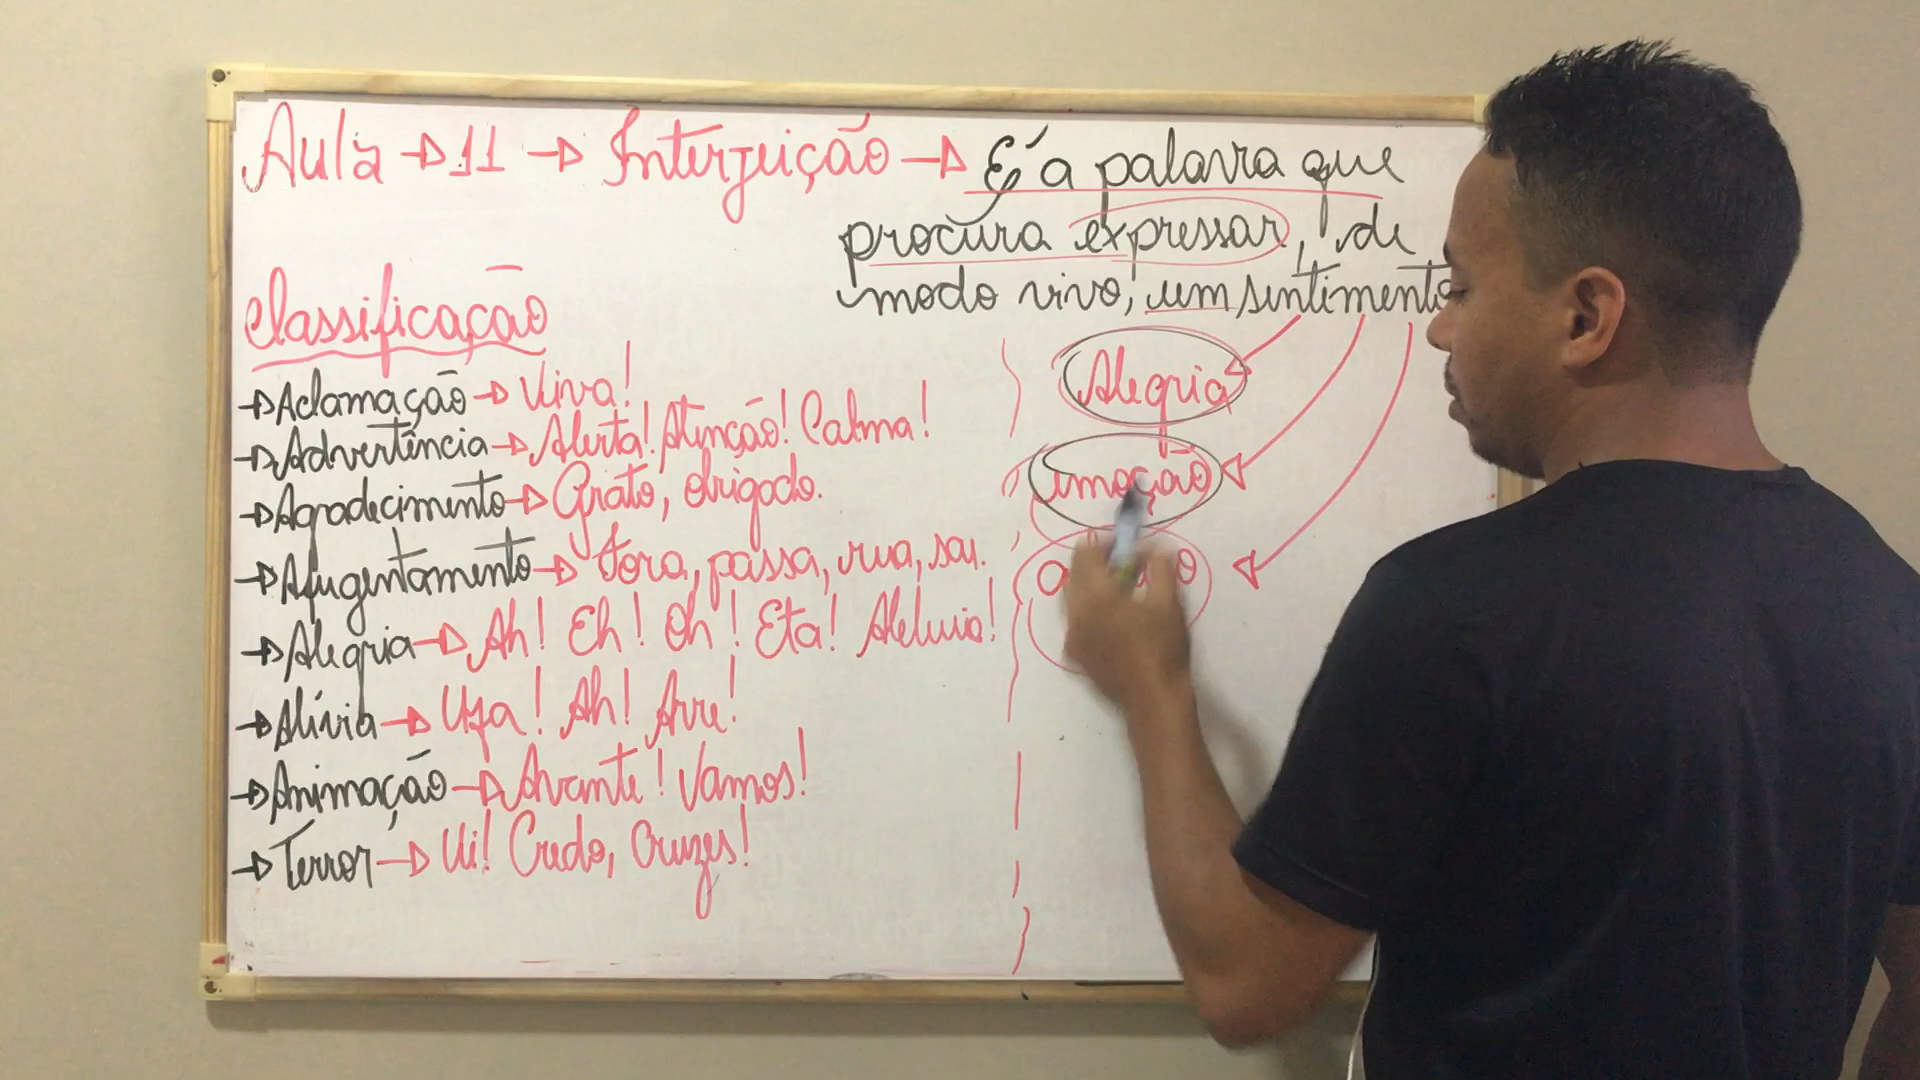 Aula → 11 → Interjeição → É a palavra que
procura expressar, de
modo vivo, um sentimento
Classificação
→ Aclamação → Viva!
→ Advertência → Alerta! Atenção! Calma!
→ Agradecimento → Grato, obrigado.
→ Afugentamento → Fora, passa, rua, sai.
→ Alegria → Ah! Eh! Oh! Eta! Aleluia!
→ Alívio → Ufa! Ah! Arre!
→ Animação → Avante! Vamos!
→ Terror → Ui! Credo, Cruzes!
Alegria
emoção